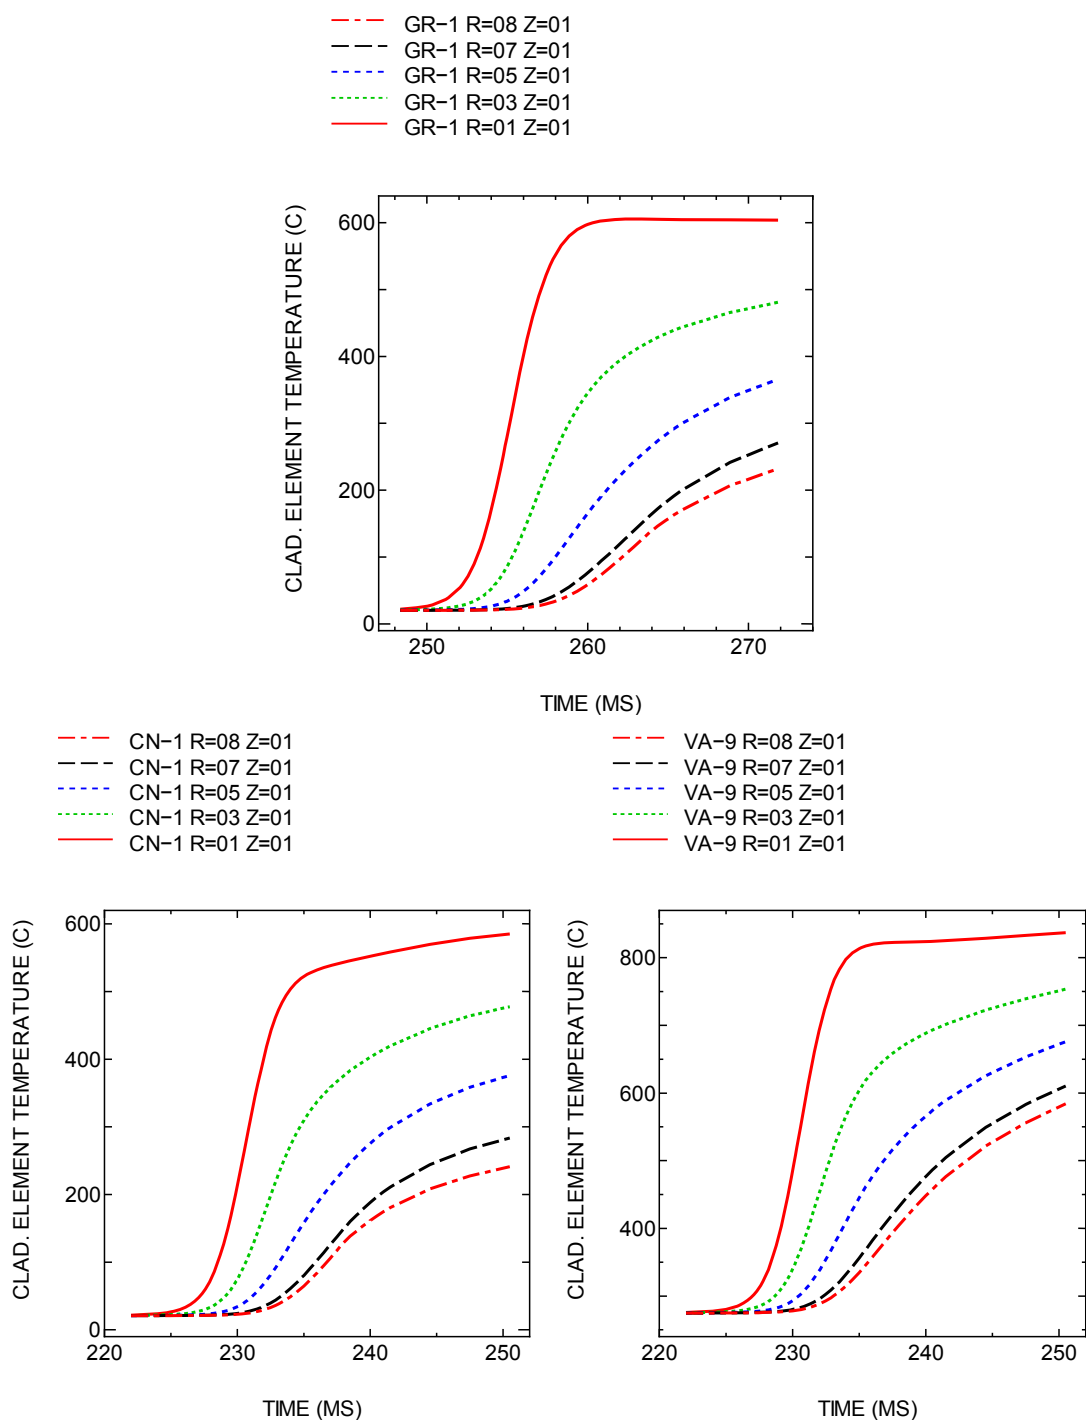 GR−1 R=08 Z=01
GR−1 R=07 Z=01
GR−1 R=05 Z=01
GR−1 R=03 Z=01
GR−1 R=01 Z=01
CLAD. ELEMENT TEMPERATURE (C)
600
400
200
0
250 260 270
TIME (MS)
CN−1 R=08 Z=01
CN−1 R=07 Z=01
CN−1 R=05 Z=01
CN−1 R=03 Z=01
CN−1 R=01 Z=01
CLAD. ELEMENT TEMPERATURE (C)
600
400
200
0
220 230 240 250
TIME (MS)
VA−9 R=08 Z=01
VA−9 R=07 Z=01
VA−9 R=05 Z=01
VA−9 R=03 Z=01
VA−9 R=01 Z=01
CLAD. ELEMENT TEMPERATURE (C)
800
600
400
220 230 240 250
TIME (MS)